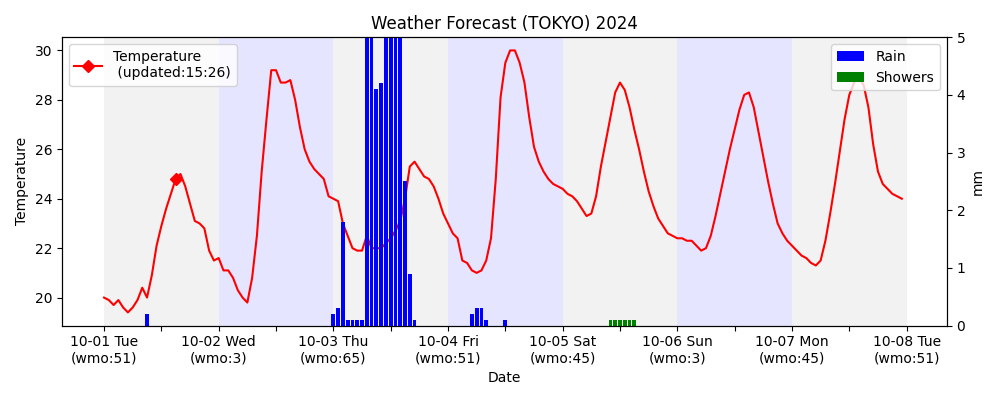 Weather Forecast (TOKYO) 2024
Temperature
(updated:15:26)
Rain
Showers
30
28
26
24
22
20
Temperature
5
4
3
2
1
0
mm
10-01 Tue
(wmo:51)
10-02 Wed
(wmo:3)
10-03 Thu
(wmo:65)
10-04 Fri
(wmo:51)
10-05 Sat
(wmo:45)
10-06 Sun
(wmo:3)
10-07 Mon
(wmo:45)
10-08 Tue
(wmo:51)
Date